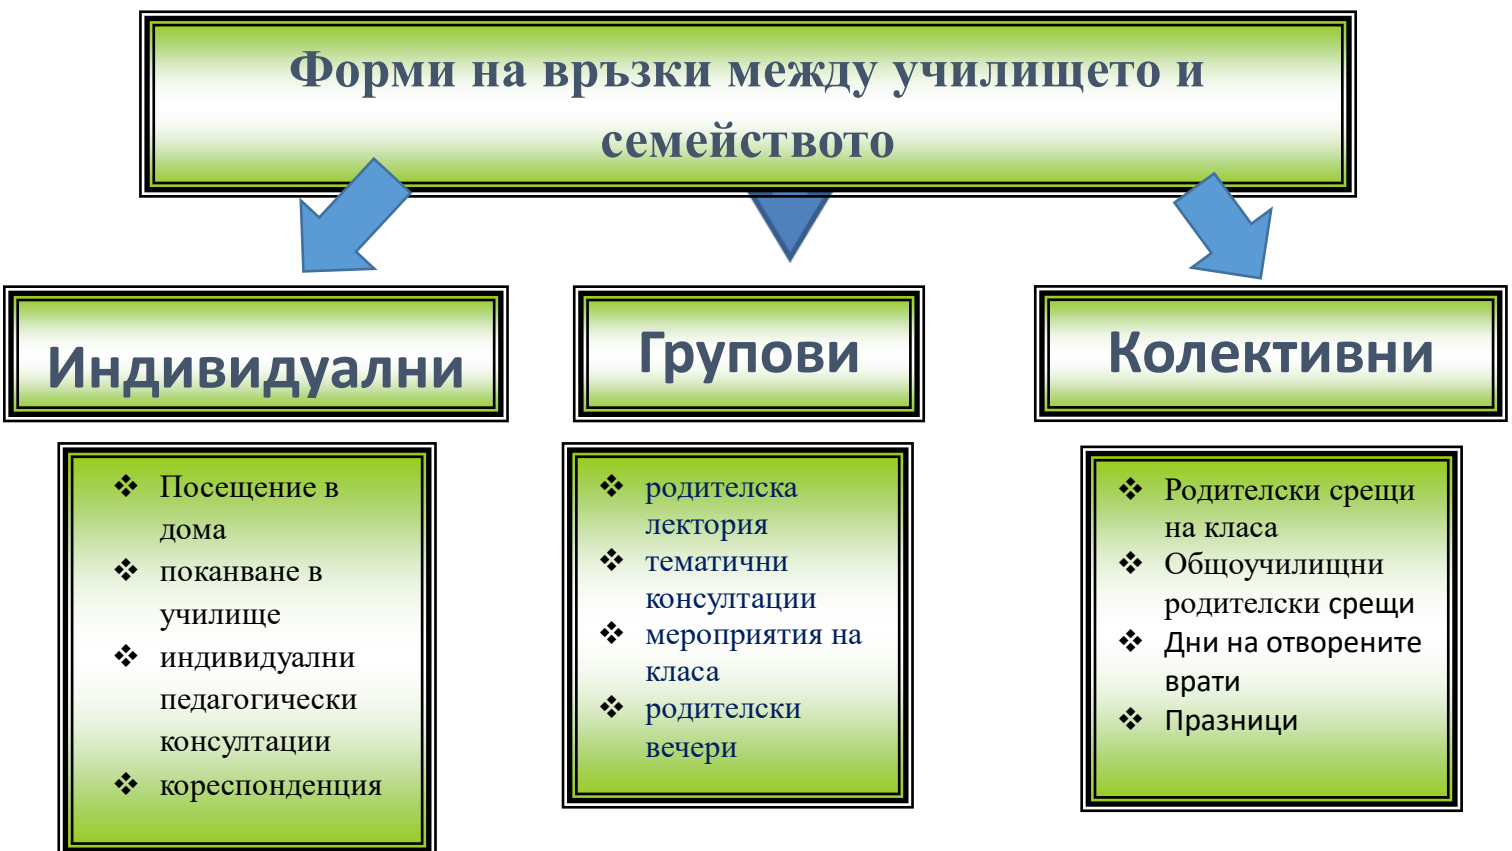 Форми на връзки между училището и
семейството
Индивидуални
Групови
Колективни
❖ Посещение в
дома
❖ поканване в
училище
❖ индивидуални
педагогически
консултации
❖ кореспонденция
❖ родителска
лектория
❖ тематични
консултации
❖ мероприятия на
класа
❖ родителски
вечери
❖ Родителски срещи
на класа
❖ Общоучилищни
родителски срещи
❖ Дни на отворените
врати
❖ Празници